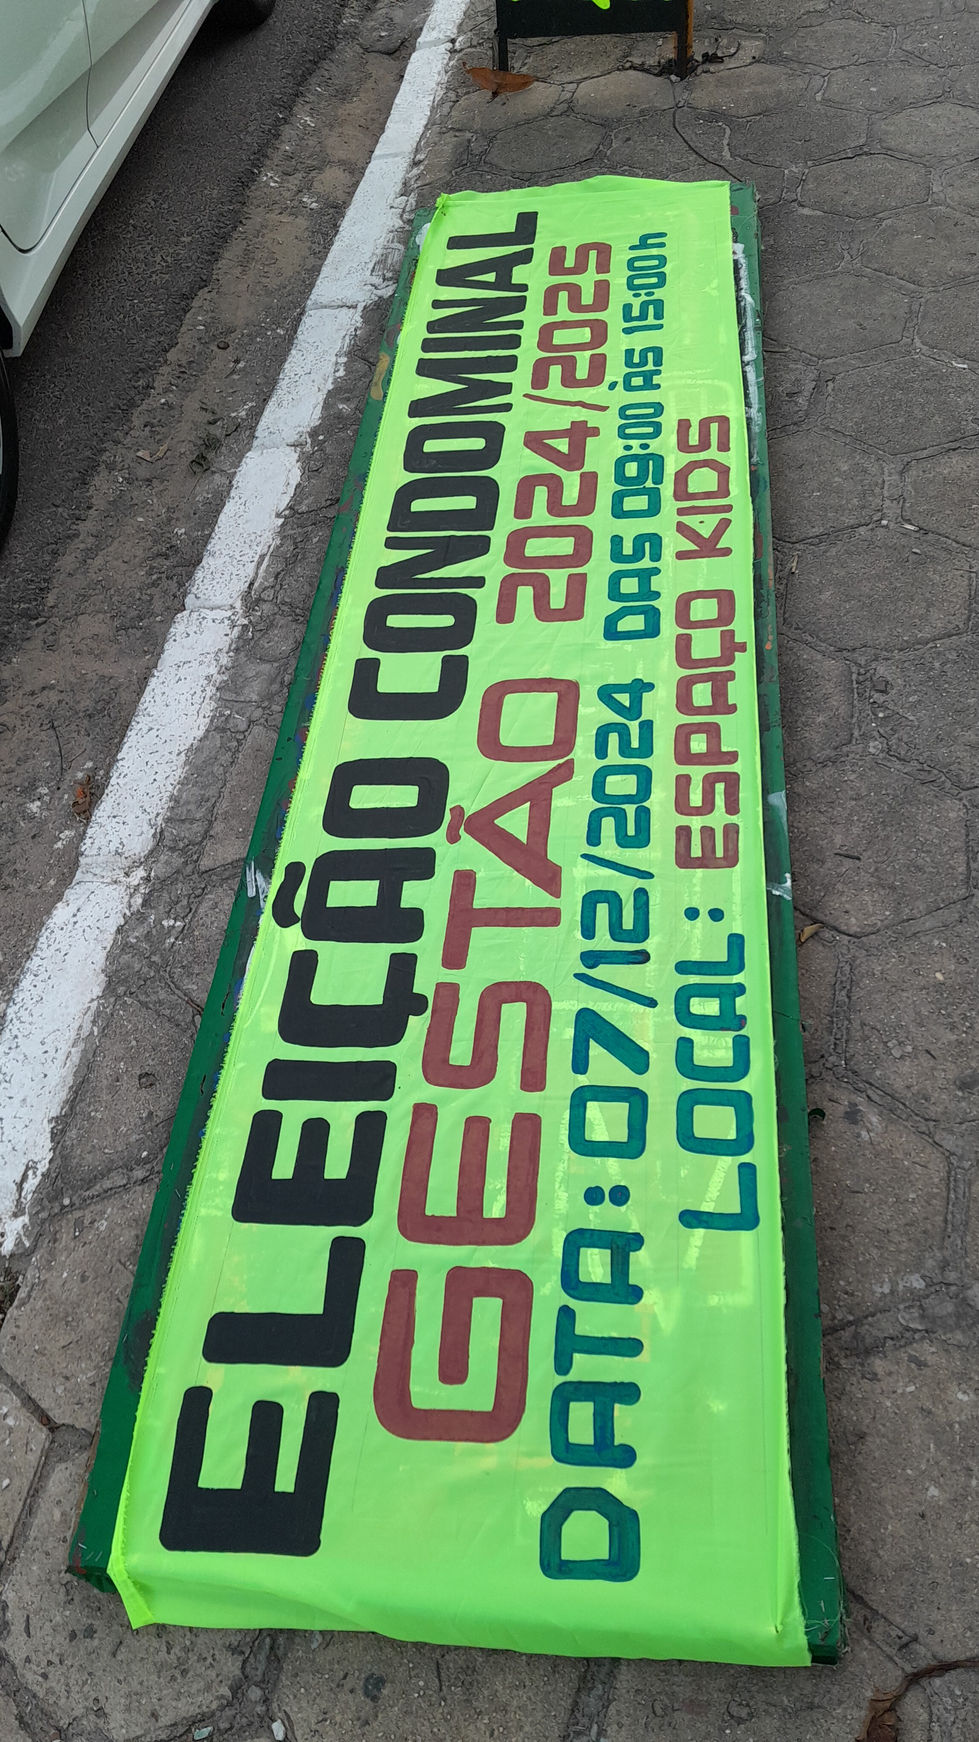 ELEIÇÃO CONDOMINAL
GESTÃO 2024/2025
DATA: 07/12/2024 DAS 09:00 ÀS 15:00h
LOCAL: ESPAÇO KIDS